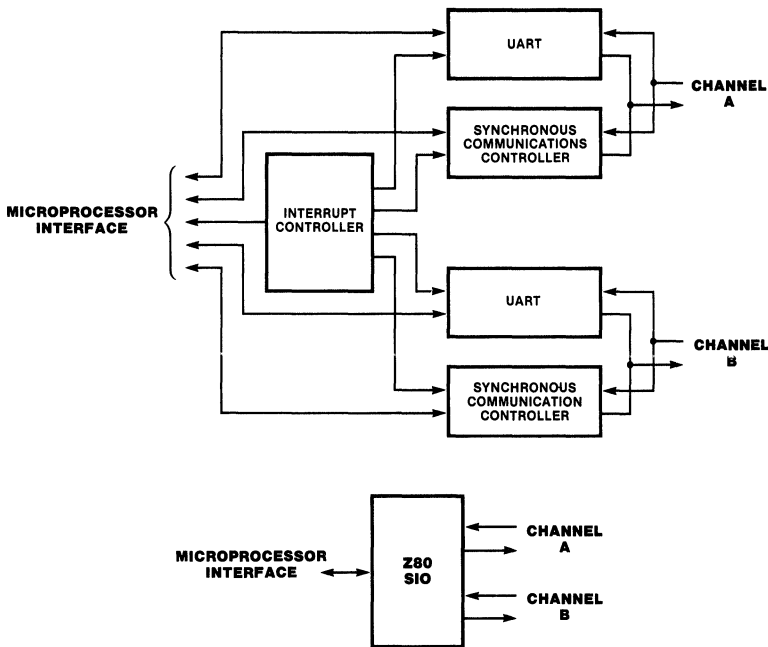 UART
CHANNEL
A
SYNCHRONOUS
COMMUNICATIONS
CONTROLLER
MICROPROCESSOR
INTERFACE
INTERRUPT
CONTROLLER
UART
CHANNEL
B
SYNCHRONOUS
COMMUNICATION
CONTROLLER
MICROPROCESSOR
INTERFACE
Z80
SIO
CHANNEL
A
CHANNEL
B